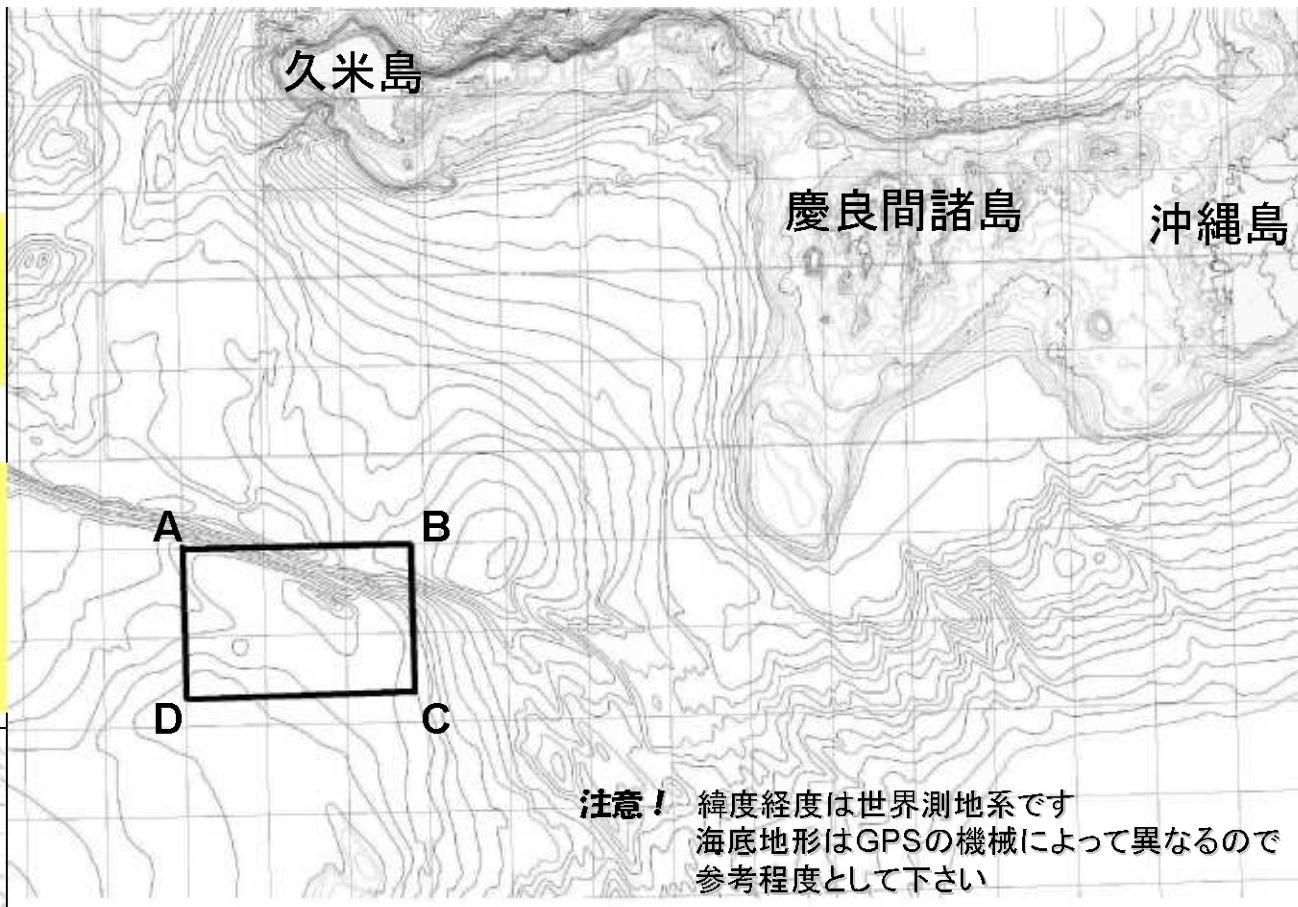 久米島
慶良間諸島
沖縄島
A
B
D
C
注意！ 緯度経度は世界測地系です
海底地形はGPSの機械によって異なるので
参考程度として下さい